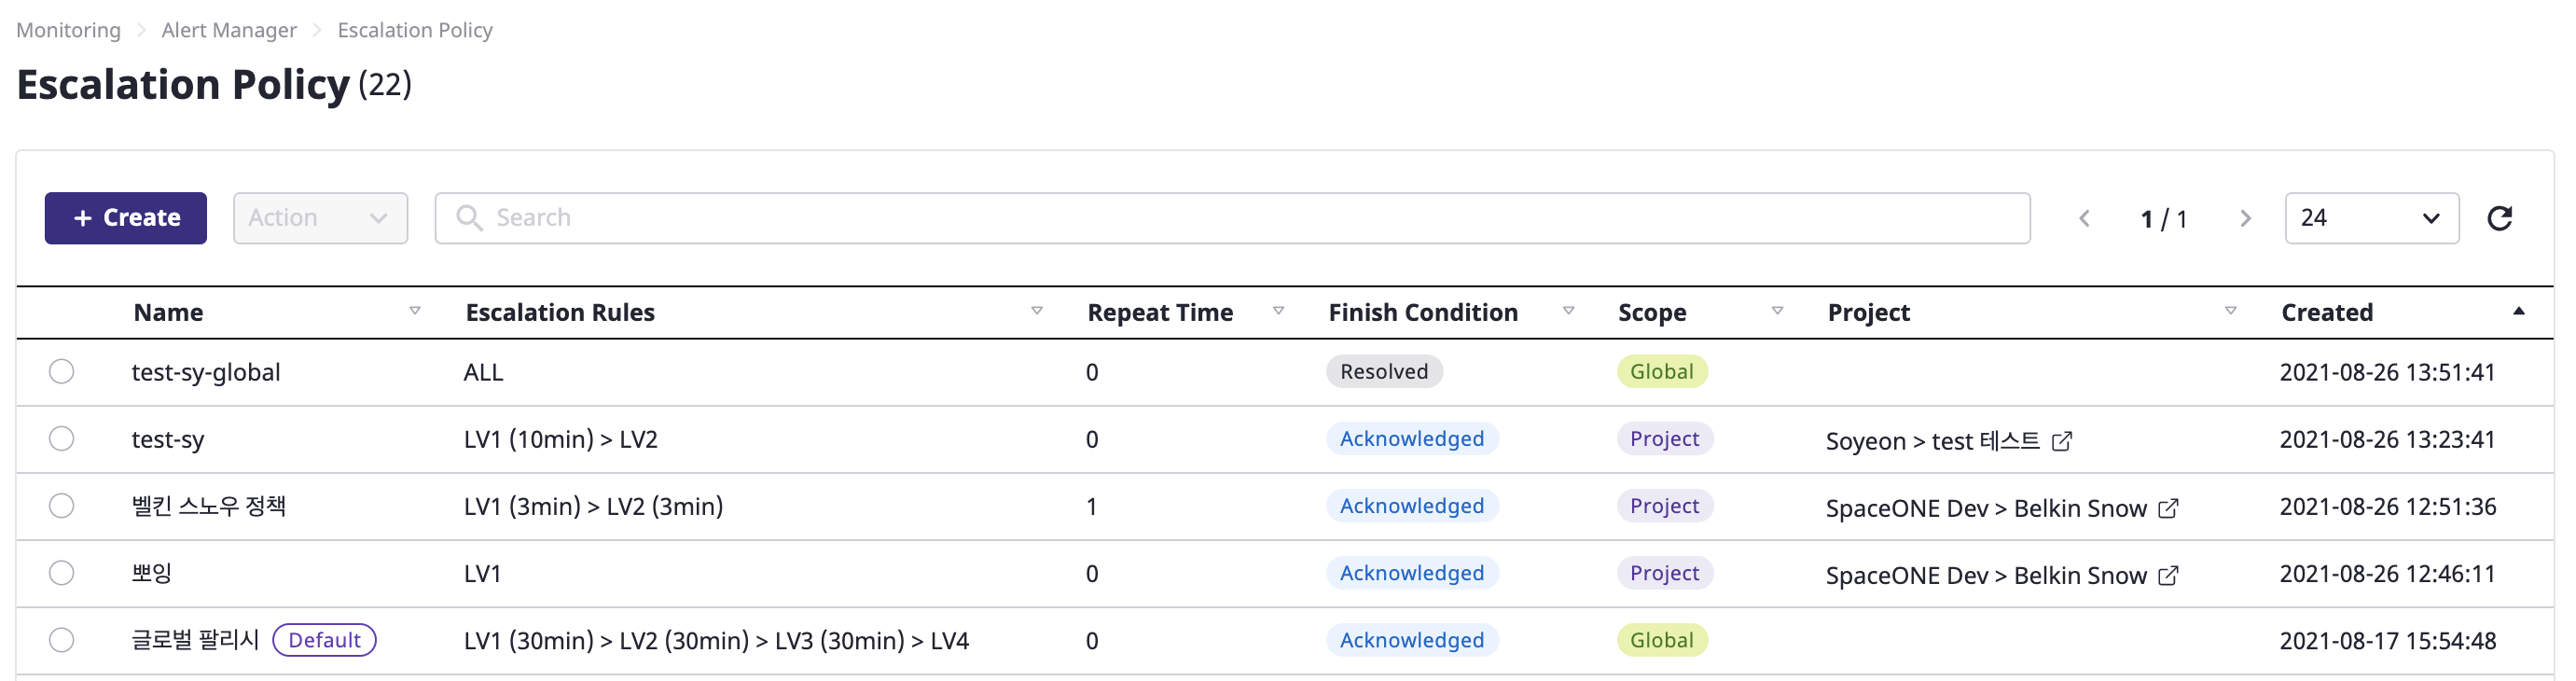 Monitoring > Alert Manager > Escalation Policy
Escalation Policy (22)
+ Create Action Search 1 / 1 24
Name Escalation Rules Repeat Time Finish Condition Scope Project Created
test-sy-global ALL 0 Resolved Global 2021-08-26 13:51:41
test-sy LV1 (10min) > LV2 0 Acknowledged Project Soyeon > test 테스트 2021-08-26 13:23:41
벨킨 스노우 정책 LV1 (3min) > LV2 (3min) 1 Acknowledged Project SpaceONE Dev > Belkin Snow 2021-08-26 12:51:36
뽀잉 LV1 0 Acknowledged Project SpaceONE Dev > Belkin Snow 2021-08-26 12:46:11
글로벌 팔리시 Default LV1 (30min) > LV2 (30min) > LV3 (30min) > LV4 0 Acknowledged Global 2021-08-17 15:54:48